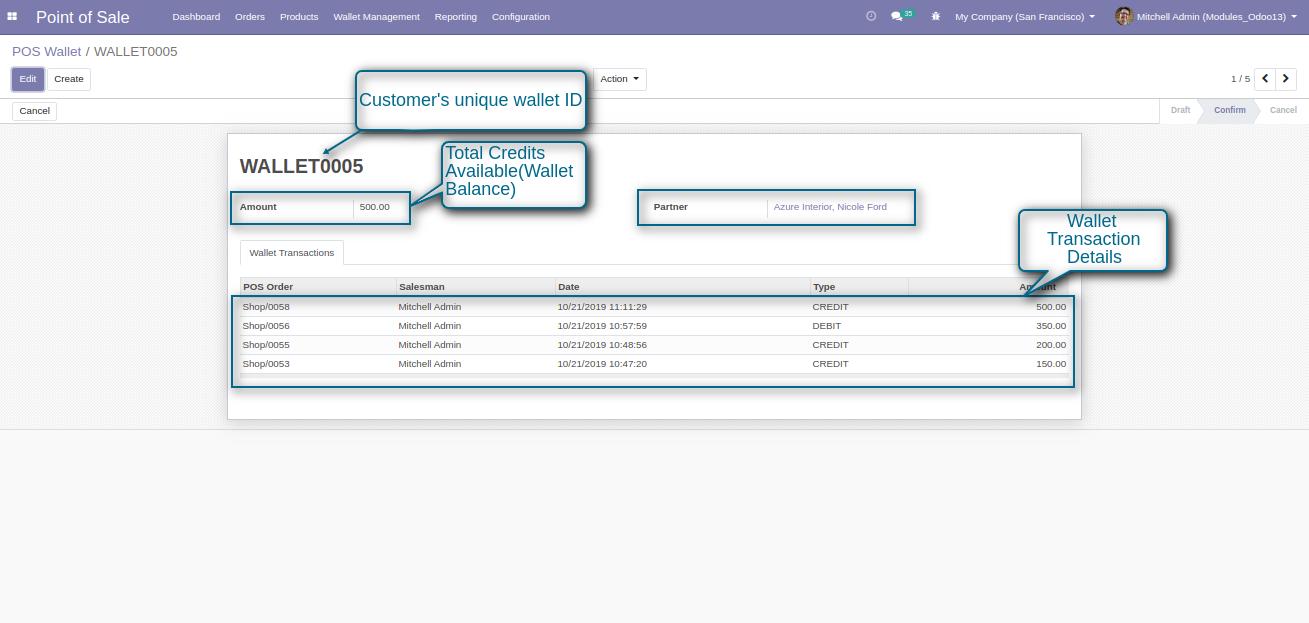 Point of Sale Dashboard Orders Products Wallet Management Reporting Configuration 35 My Company (San Francisco) Mitchell Admin (Modules_Odoo13)
POS Wallet / WALLET0005
Edit Create Action 1 / 5
Cancel Draft Confirm Cancel
Customer's unique wallet ID
WALLET0005
Total Credits
Available(Wallet
Balance)
Amount 500.00 Partner Azure Interior, Nicole Ford
Wallet
Transaction
Details
Wallet Transactions
POS Order Salesman Date Type Amount
Shop/0058 Mitchell Admin 10/21/2019 11:11:29 CREDIT 500.00
Shop/0056 Mitchell Admin 10/21/2019 10:57:59 DEBIT 350.00
Shop/0055 Mitchell Admin 10/21/2019 10:48:56 CREDIT 200.00
Shop/0053 Mitchell Admin 10/21/2019 10:47:20 CREDIT 150.00